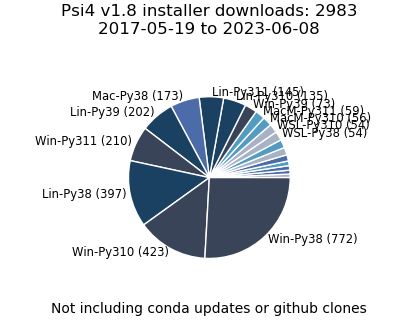 Psi4 v1.8 installer downloads: 2983
2017-05-19 to 2023-06-08
Lin-Py311 (145)
Lin-Py310 (135)
Mac-Py38 (173)
Win-Py39 (73)
Lin-Py39 (202)
MacM-Py311 (59)
MacM-Py310 (56)
WSL-Py310 (54)
WSL-Py38 (54)
Win-Py311 (210)
Lin-Py38 (397)
Win-Py38 (772)
Win-Py310 (423)
Not including conda updates or github clones